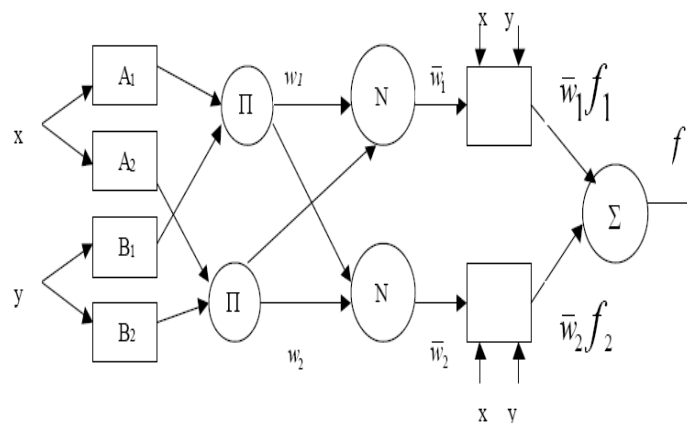 x y
A₁
w₁
w̄₁
w̄₁f₁
Π
N
x
A₂
f
B₁
Σ
y
Π
N
B₂
w₂
w̄₂
w̄₂f₂
x y